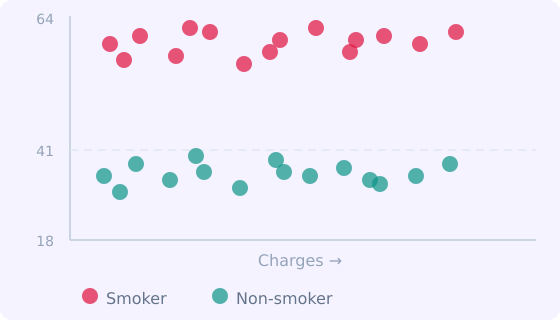 64
41
18
Charges →
Smoker Non-smoker